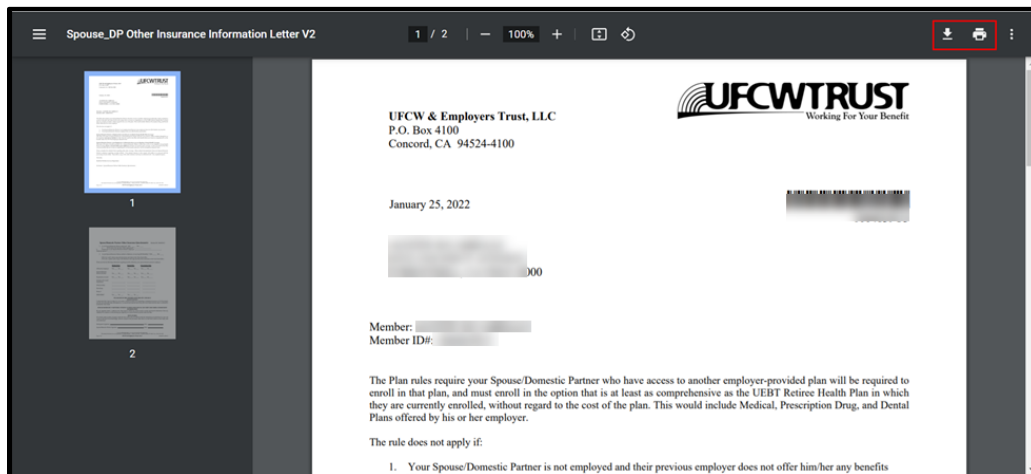 Spouse_DP Other Insurance Information Letter V2
1 / 2
100%
1
2
UFCWTRUST
Working For Your Benefit
UFCW & Employers Trust, LLC
P.O. Box 4100
Concord, CA 94524-4100
January 25, 2022
Member:
Member ID#:
The Plan rules require your Spouse/Domestic Partner who have access to another employer-provided plan will be required to
enroll in that plan, and must enroll in the option that is at least as comprehensive as the UEBT Retiree Health Plan in which
they are currently enrolled, without regard to the cost of the plan. This would include Medical, Prescription Drug, and Dental
Plans offered by his or her employer.
The rule does not apply if:
1. Your Spouse/Domestic Partner is not employed and their previous employer does not offer him/her any benefits